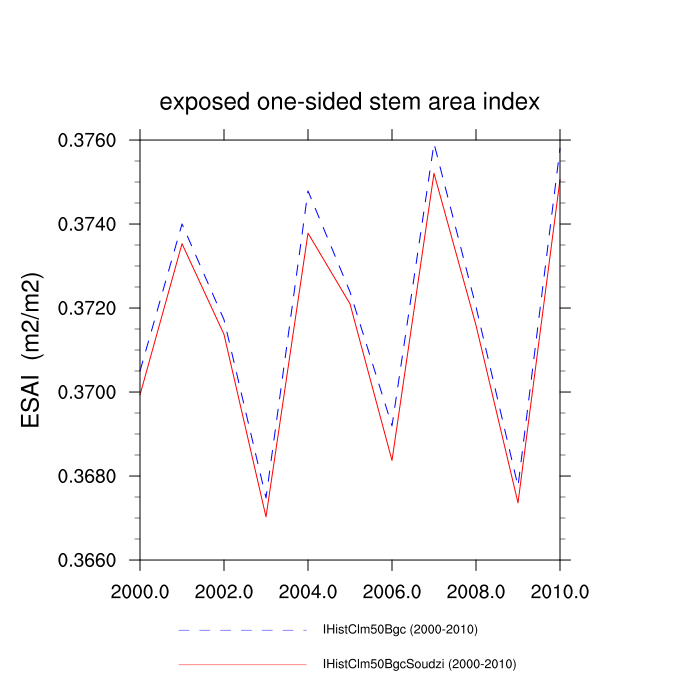 exposed one-sided stem area index
0.3760
0.3740
0.3720
0.3700
0.3680
0.3660
ESAI (m2/m2)
2000.0 2002.0 2004.0 2006.0 2008.0 2010.0
IHistClm50Bgc (2000-2010)
IHistClm50BgcSoudzi (2000-2010)